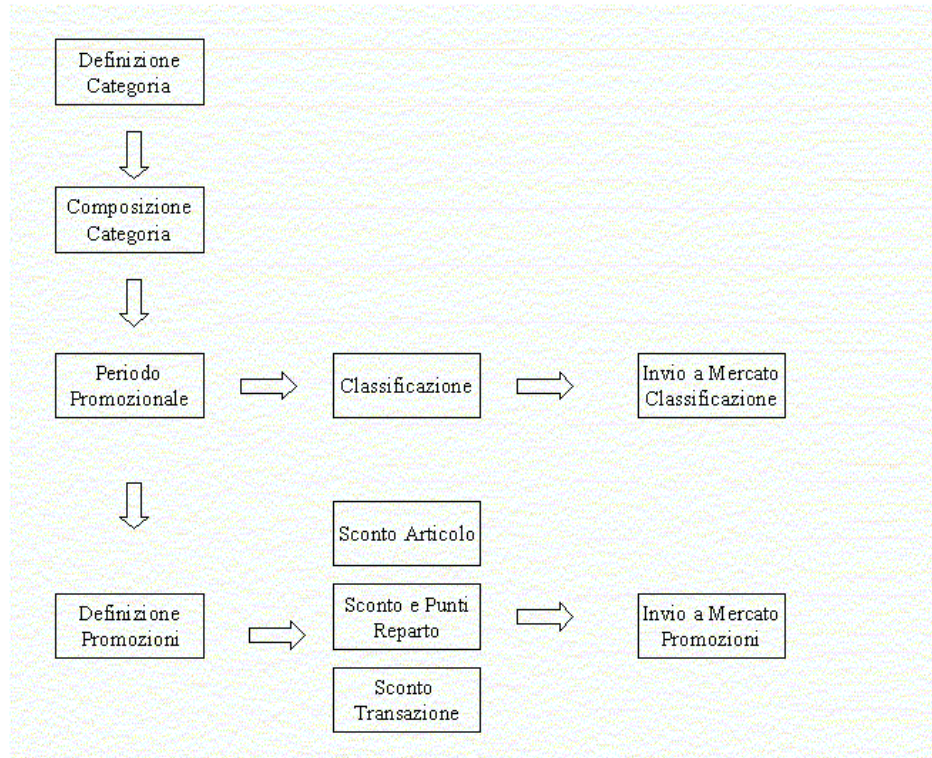 Definizione
Categoria
Composizione
Categoria
Periodo
Promozionale
Classificazione
Invio a Mercato
Classificazione
Sconto Articolo
Definizione
Promozioni
Sconto e Punti
Reparto
Invio a Mercato
Promozioni
Sconto
Transazione